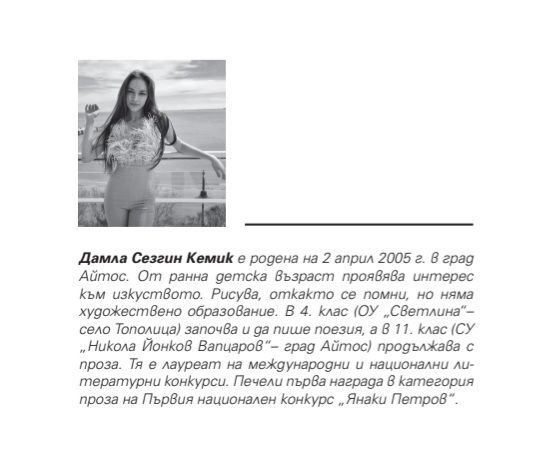 Дамла Сезгин Кемик е родена на 2 април 2005 г. в град
Айтос. От ранна детска възраст проявява интерес
към изкуството. Рисува, откакто се помни, но няма
художествено образование. В 4. клас (ОУ „Светлина“–
село Тополица) започва и да пише поезия, а в 11. клас (СУ
„Никола Йонков Вапцаров“– град Айтос) продължава с
проза. Тя е лауреат на международни и национални ли-
тературни конкурси. Печели първа награда в категория
проза на Първия национален конкурс „Янаки Петров“.